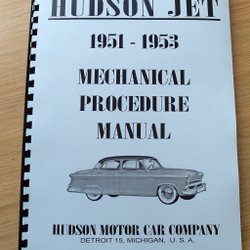 HUDSON JET
1951 - 1953
MECHANICAL
PROCEDURE
MANUAL
HUDSON MOTOR CAR COMPANY
DETROIT 15, MICHIGAN, U. S. A.